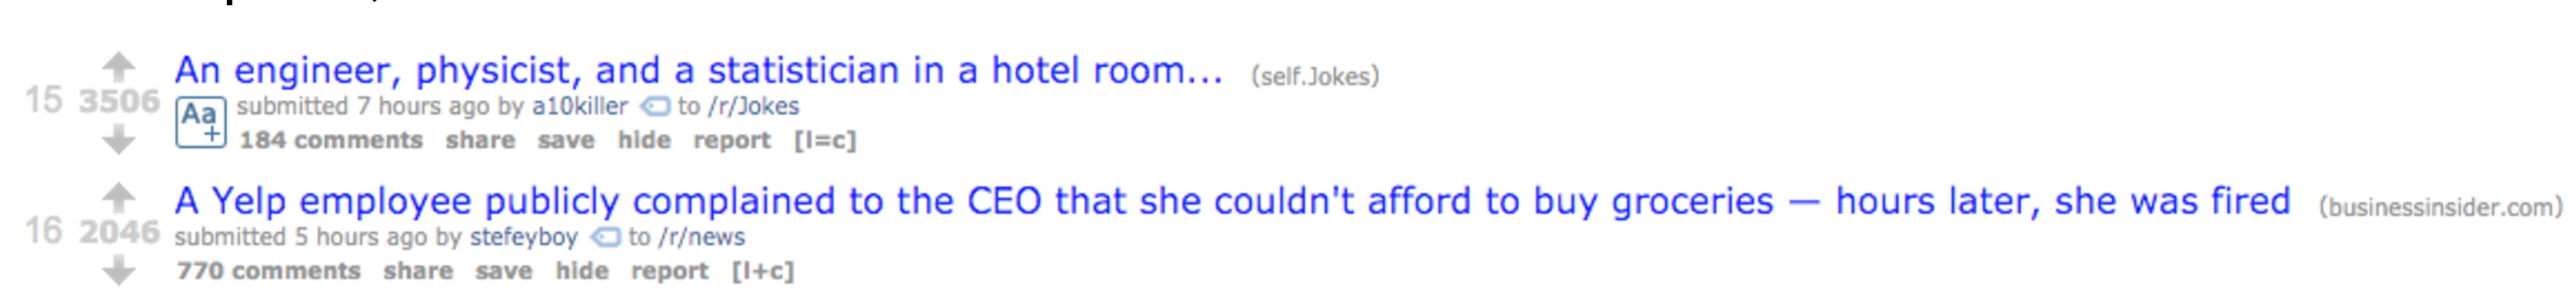 An engineer, physicist, and a statistician in a hotel room... (self.Jokes)
15 3506
Aa+ submitted 7 hours ago by a10killer to /r/Jokes
184 comments share save hide report [l=c]
A Yelp employee publicly complained to the CEO that she couldn't afford to buy groceries — hours later, she was fired (businessinsider.com)
16 2046
submitted 5 hours ago by stefeyboy to /r/news
770 comments share save hide report [l+c]